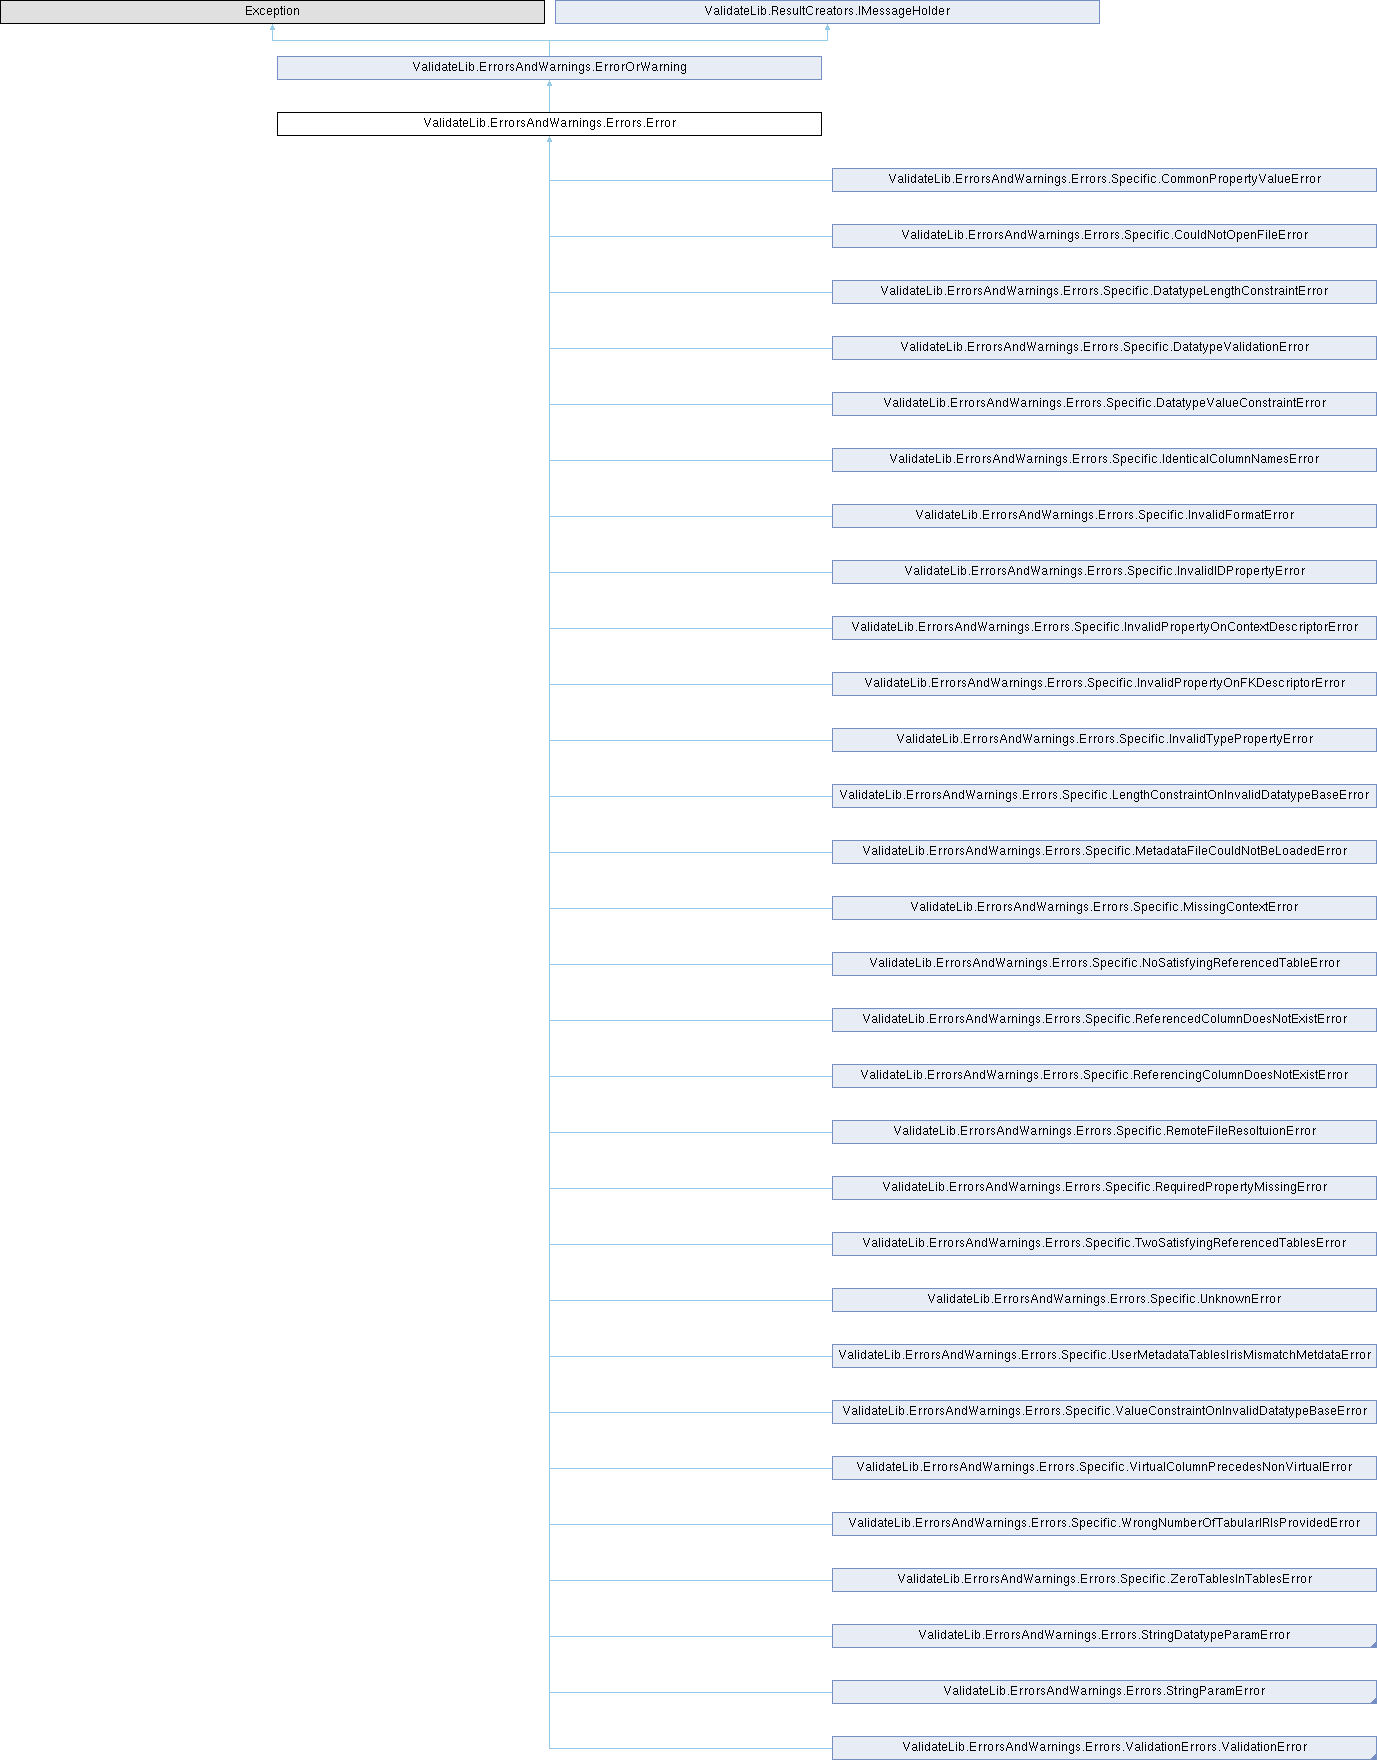 Exception
ValidateLib.ResultCreators.IMessageHolder
ValidateLib.ErrorsAndWarnings.ErrorOrWarning
ValidateLib.ErrorsAndWarnings.Errors.Error
ValidateLib.ErrorsAndWarnings.Errors.Specific.CommonPropertyValueError
ValidateLib.ErrorsAndWarnings.Errors.Specific.CouldNotOpenFileError
ValidateLib.ErrorsAndWarnings.Errors.Specific.DatatypeLengthConstraintError
ValidateLib.ErrorsAndWarnings.Errors.Specific.DatatypeValidationError
ValidateLib.ErrorsAndWarnings.Errors.Specific.DatatypeValueConstraintError
ValidateLib.ErrorsAndWarnings.Errors.Specific.IdenticalColumnNamesError
ValidateLib.ErrorsAndWarnings.Errors.Specific.InvalidFormatError
ValidateLib.ErrorsAndWarnings.Errors.Specific.InvalidIDPropertyError
ValidateLib.ErrorsAndWarnings.Errors.Specific.InvalidPropertyOnContextDescriptorError
ValidateLib.ErrorsAndWarnings.Errors.Specific.InvalidPropertyOnFKDescriptorError
ValidateLib.ErrorsAndWarnings.Errors.Specific.InvalidTypePropertyError
ValidateLib.ErrorsAndWarnings.Errors.Specific.LengthConstraintOnInvalidDatatypeBaseError
ValidateLib.ErrorsAndWarnings.Errors.Specific.MetadataFileCouldNotBeLoadedError
ValidateLib.ErrorsAndWarnings.Errors.Specific.MissingContextError
ValidateLib.ErrorsAndWarnings.Errors.Specific.NoSatisfyingReferencedTableError
ValidateLib.ErrorsAndWarnings.Errors.Specific.ReferencedColumnDoesNotExistError
ValidateLib.ErrorsAndWarnings.Errors.Specific.ReferencingColumnDoesNotExistError
ValidateLib.ErrorsAndWarnings.Errors.Specific.RemoteFileResoltuionError
ValidateLib.ErrorsAndWarnings.Errors.Specific.RequiredPropertyMissingError
ValidateLib.ErrorsAndWarnings.Errors.Specific.TwoSatisfyingReferencedTablesError
ValidateLib.ErrorsAndWarnings.Errors.Specific.UnknownError
ValidateLib.ErrorsAndWarnings.Errors.Specific.UserMetadataTablesIrisMismatchMetdataError
ValidateLib.ErrorsAndWarnings.Errors.Specific.ValueConstraintOnInvalidDatatypeBaseError
ValidateLib.ErrorsAndWarnings.Errors.Specific.VirtualColumnPrecedesNonVirtualError
ValidateLib.ErrorsAndWarnings.Errors.Specific.WrongNumberOfTabularIRIsProvidedError
ValidateLib.ErrorsAndWarnings.Errors.Specific.ZeroTablesInTablesError
ValidateLib.ErrorsAndWarnings.Errors.StringDatatypeParamError
ValidateLib.ErrorsAndWarnings.Errors.StringParamError
ValidateLib.ErrorsAndWarnings.Errors.ValidationErrors.ValidationError